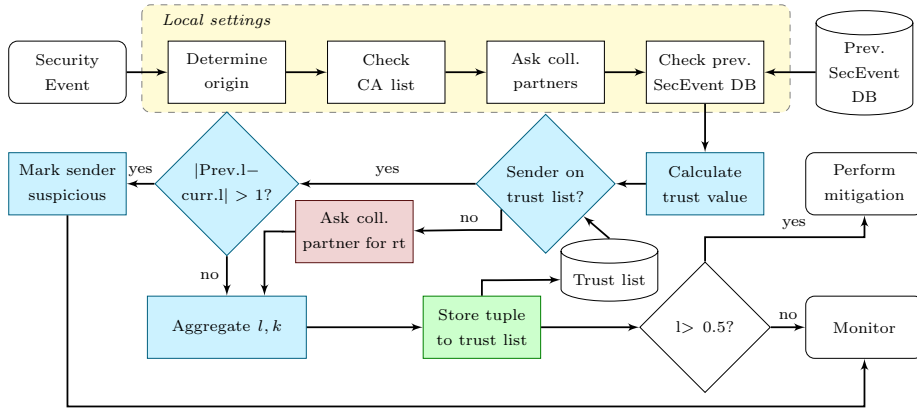 Local settings
Security
Event
Determine
origin
Check
CA list
Ask coll.
partners
Check prev.
SecEvent DB
Prev.
SecEvent
DB
Mark sender
suspicious
yes
|Prev.l−
curr.l| > 1?
yes
Sender on
trust list?
Calculate
trust value
Perform
mitigation
no
Ask coll.
partner for rt
no
Trust list
yes
Aggregate l, k
Store tuple
to trust list
l> 0.5?
no
Monitor